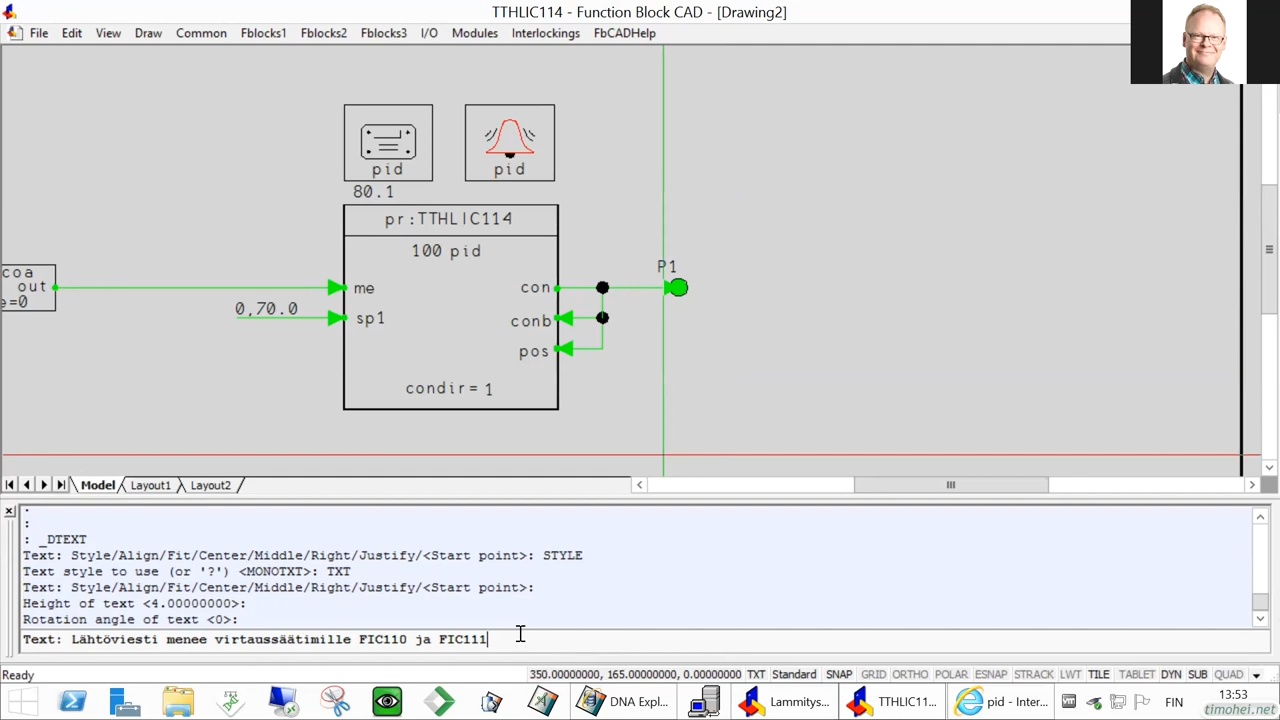 TTHLIC114 - Function Block CAD - [Drawing2]
File Edit View Draw Common Fblocks1 Fblocks2 Fblocks3 I/O Modules Interlockings FbCADHelp
pid
pid
80.1
pr:TTHLIC114
100 pid
coa
out
e=0
me
con
P1
0,70.0
sp1
conb
pos
condir= 1
Model Layout1 Layout2
:
:
: _DTEXT
Text: Style/Align/Fit/Center/Middle/Right/Justify/<Start point>: STYLE
Text style to use (or '?') <MONOTXT>: TXT
Text: Style/Align/Fit/Center/Middle/Right/Justify/<Start point>:
Height of text <4.00000000>:
Rotation angle of text <0>:
Text: Lähtöviesti menee virtaussäätimille FIC110 ja FIC111
Ready 350.00000000, 165.00000000, 0.00000000 TXT Standard SNAP GRID ORTHO POLAR ESNAP STRACK LWT TILE TABLET DYN SUB QUAD
DNA Expl... Lammitys... TTHLIC11... pid - Inter... FIN 13:53
timohei.net